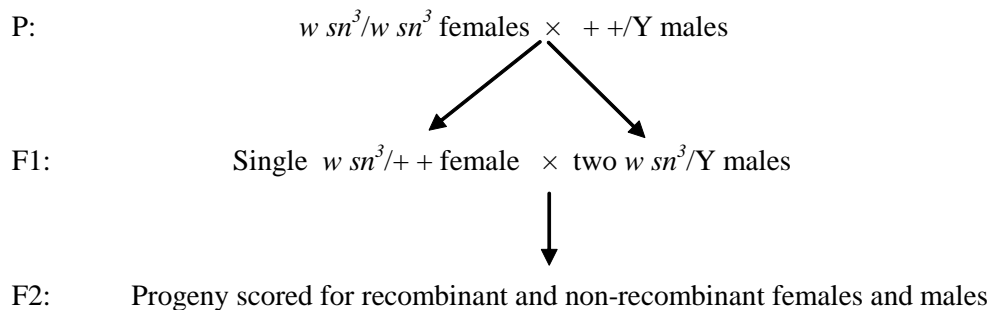 P: w sn³/w sn³ females × + +/Y males
F1: Single w sn³/+ + female × two w sn³/Y males
F2: Progeny scored for recombinant and non-recombinant females and males